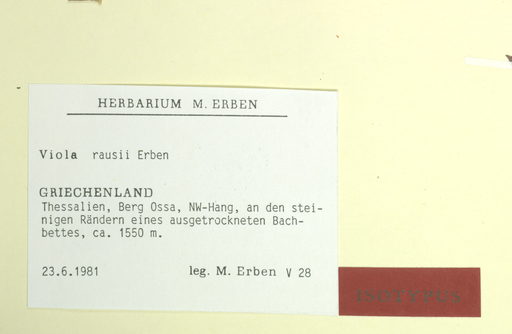 HERBARIUM M. ERBEN
Viola rausii Erben
GRIECHENLAND
Thessalien, Berg Ossa, NW-Hang, an den stei-
nigen Rändern eines ausgetrockneten Bach-
bettes, ca. 1550 m.
23.6.1981 leg. M. Erben V 28
ISOTYPUS